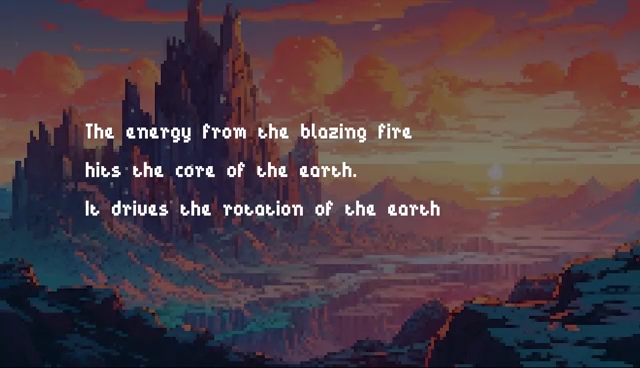 The energy from the blazing fire
hits the core of the earth.
It drives the rotation of the earth